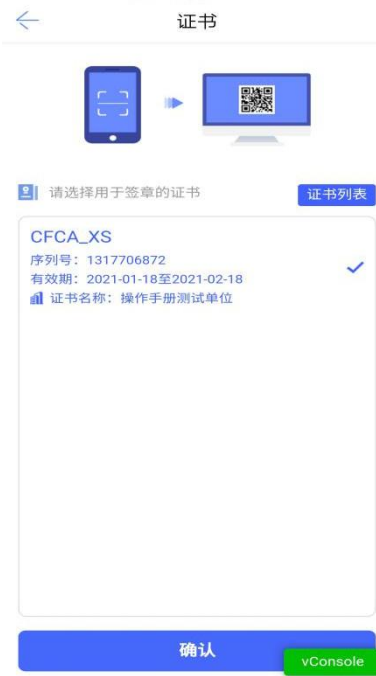 证书
请选择用于签章的证书
证书列表
CFCA_XS
序列号：1317706872
有效期：2021-01-18至2021-02-18
证书名称：操作手册测试单位
确认
vConsole